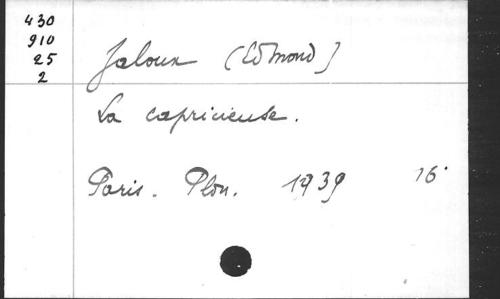 430
910
25
2
Jaloux (Edmond)
La capricieuse.
Paris. Plon. 1939 16°